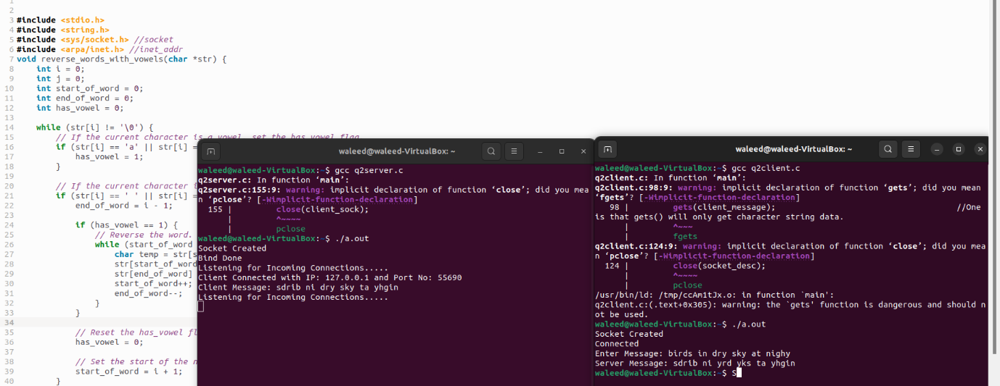 1
2
3 #include <stdio.h>
4 #include <string.h>
5 #include <sys/socket.h> //socket
6 #include <arpa/inet.h> //inet_addr
7 void reverse_words_with_vowels(char *str) {
8 int i = 0;
9 int j = 0;
10 int start_of_word = 0;
11 int end_of_word = 0;
12 int has_vowel = 0;
13
14 while (str[i] != '\0') {
15 // If the current character is a vowel, set the has_vowel flag
16 if (str[i] == 'a' || str[i] =
17 has_vowel = 1;
18 }
19
20 // If the current character
21 if (str[i] == ' ' || str[i] =
22 end_of_word = i - 1;
23
24 if (has_vowel == 1) {
25 // Reverse the word.
26 while (start_of_word
27 char temp = str[s
28 str[start_of_word
29 str[end_of_word]
30 start_of_word++;
31 end_of_word--;
32 }
33 }
34
35 // Reset the has_vowel fl
36 has_vowel = 0;
37
38 // Set the start of the n
39 start_of_word = i + 1;
40 }
waleed@waleed-VirtualBox: ~
waleed@waleed-VirtualBox:~$ gcc q2server.c
q2server.c: In function ‘main’:
q2server.c:155:9: warning: implicit declaration of function ‘close’; did you mea
n ‘pclose’? [-Wimplicit-function-declaration]
155 | close(client_sock);
| ^~~~~
| pclose
waleed@waleed-VirtualBox:~$ ./a.out
Socket Created
Bind Done
Listening for Incoming Connections.....
Client Connected with IP: 127.0.0.1 and Port No: 55690
Client Message: sdrib ni dry sky ta yhgin
Listening for Incoming Connections.....
waleed@waleed-VirtualBox: ~
waleed@waleed-VirtualBox:~$ gcc q2client.c
q2client.c: In function ‘main’:
q2client.c:98:9: warning: implicit declaration of function ‘gets’; did you mean
‘fgets’? [-Wimplicit-function-declaration]
98 | gets(client_message); //One
is that gets() will only get character string data.
| ^~~~
| fgets
q2client.c:124:9: warning: implicit declaration of function ‘close’; did you mea
n ‘pclose’? [-Wimplicit-function-declaration]
124 | close(socket_desc);
| ^~~~~
| pclose
/usr/bin/ld: /tmp/ccAm1tJx.o: in function `main':
q2client.c:(.text+0x305): warning: the `gets' function is dangerous and should n
ot be used.
waleed@waleed-VirtualBox:~$ ./a.out
Socket Created
Connected
Enter Message: birds in dry sky at nighy
Server Message: sdrib ni yrd yks ta yhgin
waleed@waleed-VirtualBox:~$ S